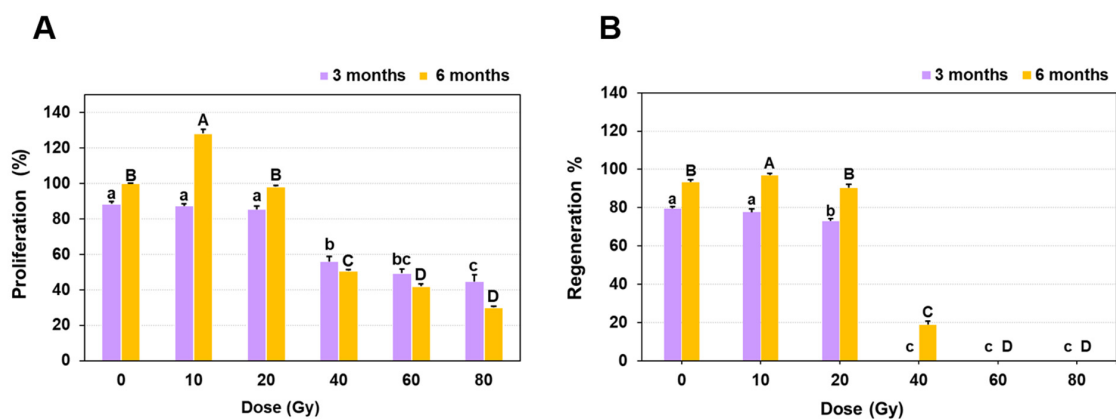 A
3 months 6 months
Proliferation (%)
140
120
100
80
60
40
20
0
a B
a A
a B
b C
bc D
c D
0 10 20 40 60 80
Dose (Gy)
B
3 months 6 months
Regeneration %
140
120
100
80
60
40
20
0
a B
a A
b B
c C
c D
c D
0 10 20 40 60 80
Dose (Gy)